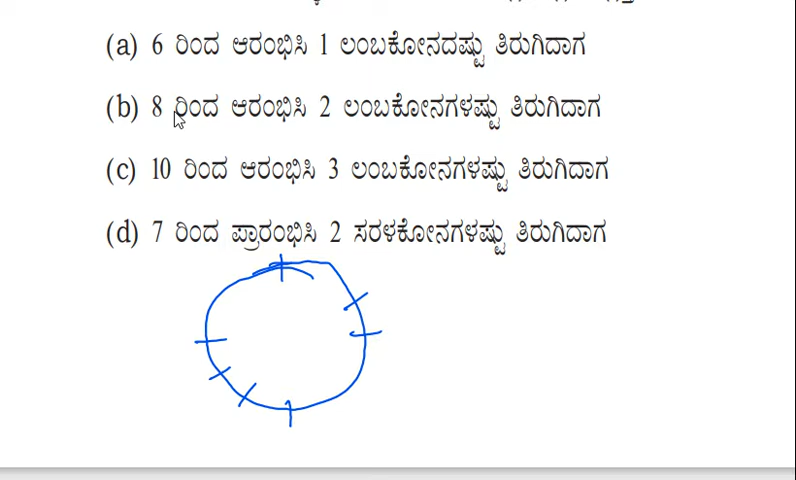 (a) 6 ರಿಂದ ಆರಂಭಿಸಿ 1 ಲಂಬಕೋನದಷ್ಟು ತಿರುಗಿದಾಗ
(b) 8 ರಿಂದ ಆರಂಭಿಸಿ 2 ಲಂಬಕೋನಗಳಷ್ಟು ತಿರುಗಿದಾಗ
(c) 10 ರಿಂದ ಆರಂಭಿಸಿ 3 ಲಂಬಕೋನಗಳಷ್ಟು ತಿರುಗಿದಾಗ
(d) 7 ರಿಂದ ಪ್ರಾರಂಭಿಸಿ 2 ಸರಳಕೋನಗಳಷ್ಟು ತಿರುಗಿದಾಗ